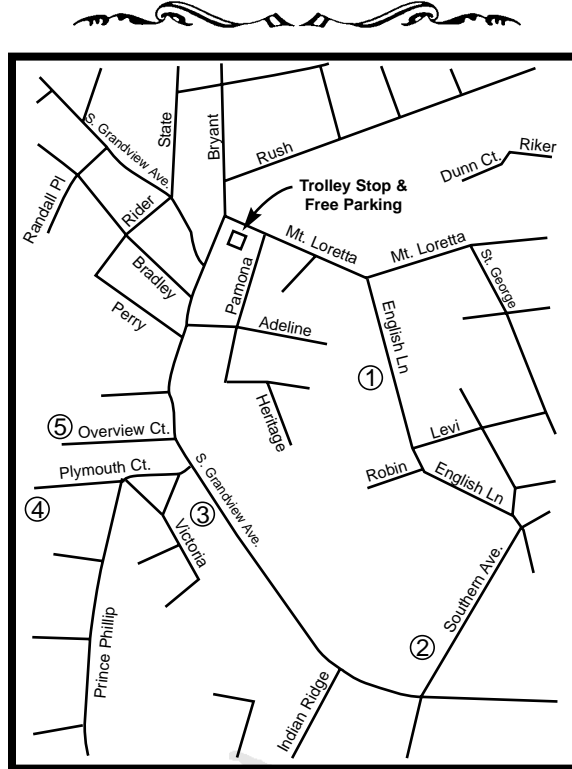 S. Grandview Ave.
State
Bryant
Rush
Dunn Ct.
Riker
Randall Pl
Rider
Trolley Stop &
Free Parking
Mt. Loretta
Mt. Loretta
St. George
Bradley
Pamona
Perry
Adeline
English Ln
1
Heritage
5
Overview Ct.
Levi
Plymouth Ct.
S. Grandview Ave.
Robin
English Ln
4
3
Victoria
Southern Ave.
2
Prince Phillip
Indian Ridge